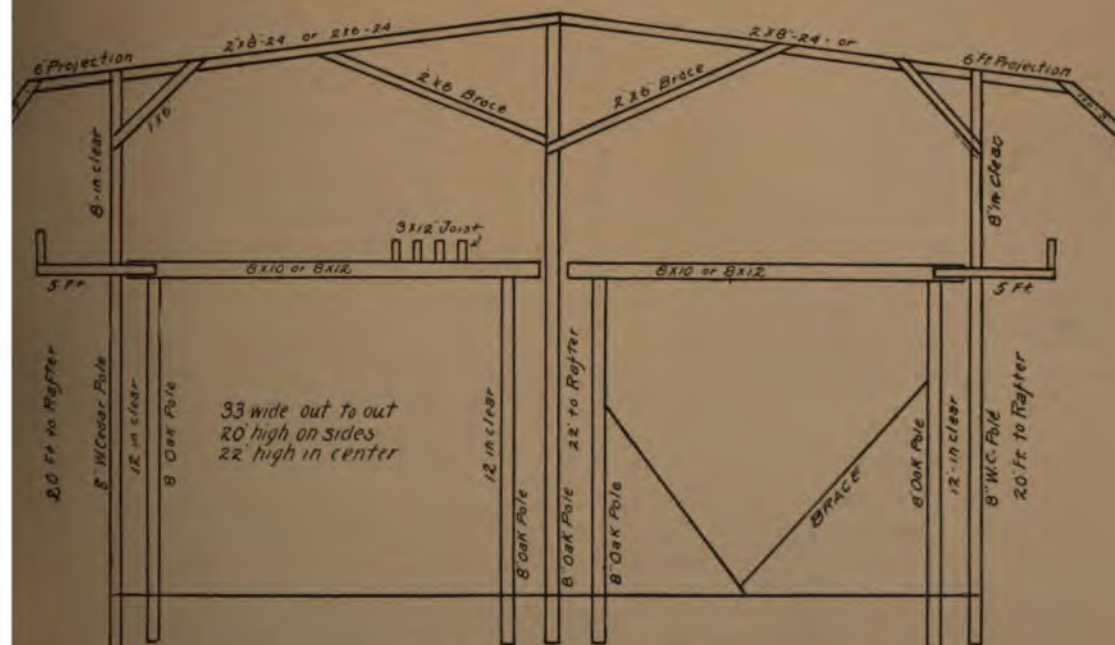 6' Projection
2"x8"-24 or 2x6-24
2"x8"-24- or
6 Ft Projection
1x6
2x6 Brace
2x6 Brace
8-in clear
8" in Clear
3x12" Joist
8x10 or 8x12
8x10 or 8x12
5 Ft
5 Ft
20 Ft to Rafter
8" W.Cedar Pole
12 in clear
8" Oak Pole
33 wide out to out
20' high on sides
22' high in center
12 in clear
8" Oak Pole
8" Oak Pole
22' to Rafter
8" Oak Pole
BRACE
8" Oak Pole
12"-in clear
8" W.C. Pole
20' Ft to Rafter